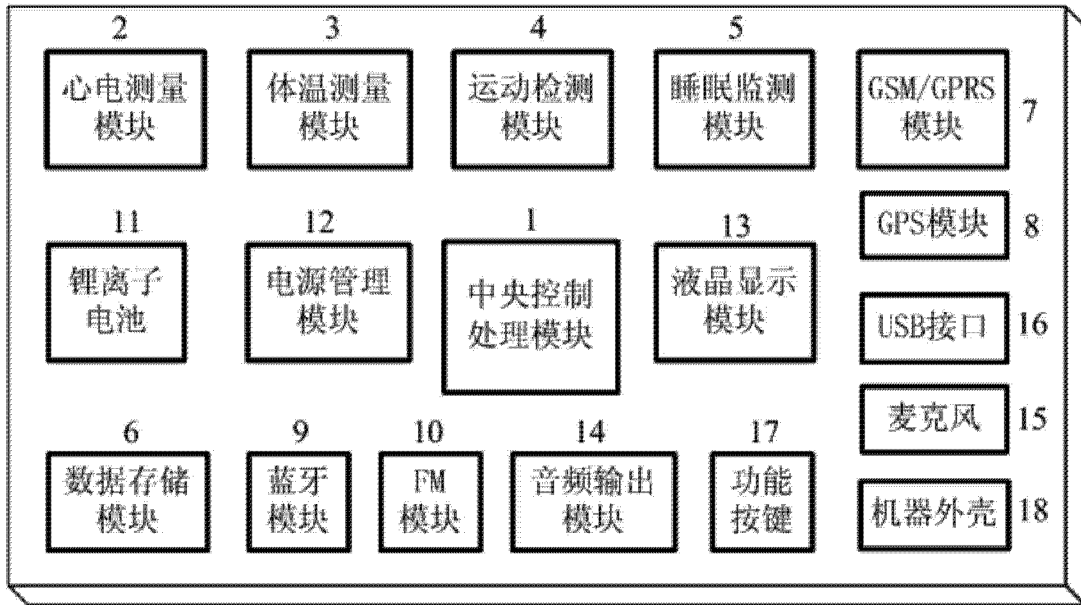 2
心电测量
模块
3
体温测量
模块
4
运动检测
模块
5
睡眠监测
模块
GSM/GPRS
模块
7
GPS模块
8
11
锂离子
电池
12
电源管理
模块
1
中央控制
处理模块
13
液晶显示
模块
USB接口
16
麦克风
15
6
数据存储
模块
9
蓝牙
模块
10
FM
模块
14
音频输出
模块
17
功能
按键
机器外壳
18